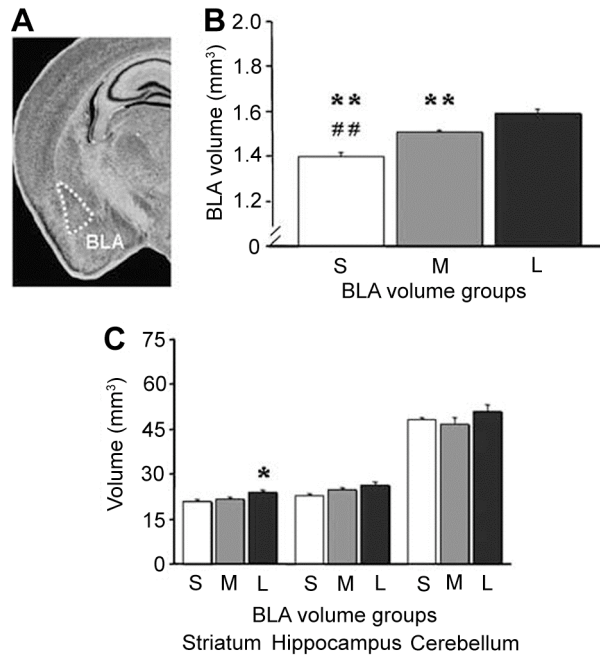 A
BLA
B
BLA volume (mm³)
2.0
1.8
1.6
1.4
1.2
0
** **
##
S M L
BLA volume groups
C
Volume (mm³)
75
60
45
30
15
0
*
S M L S M L S M L
BLA volume groups
Striatum Hippocampus Cerebellum